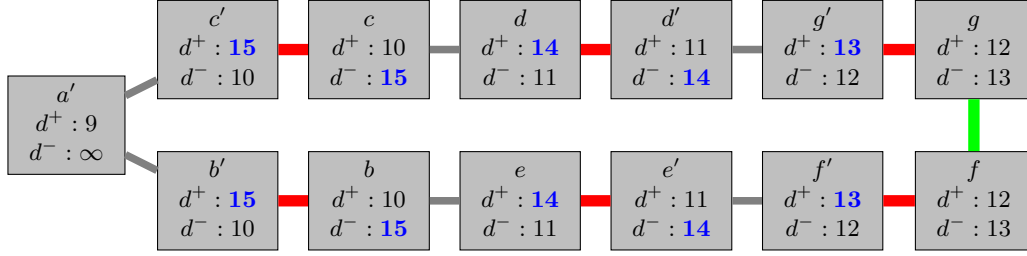 c′ c d d′ g′ g
d⁺ : 15 d⁺ : 10 d⁺ : 14 d⁺ : 11 d⁺ : 13 d⁺ : 12
d⁻ : 10 d⁻ : 15 d⁻ : 11 d⁻ : 14 d⁻ : 12 d⁻ : 13
a′
d⁺ : 9
d⁻ : ∞
b′ b e e′ f′ f
d⁺ : 15 d⁺ : 10 d⁺ : 14 d⁺ : 11 d⁺ : 13 d⁺ : 12
d⁻ : 10 d⁻ : 15 d⁻ : 11 d⁻ : 14 d⁻ : 12 d⁻ : 13